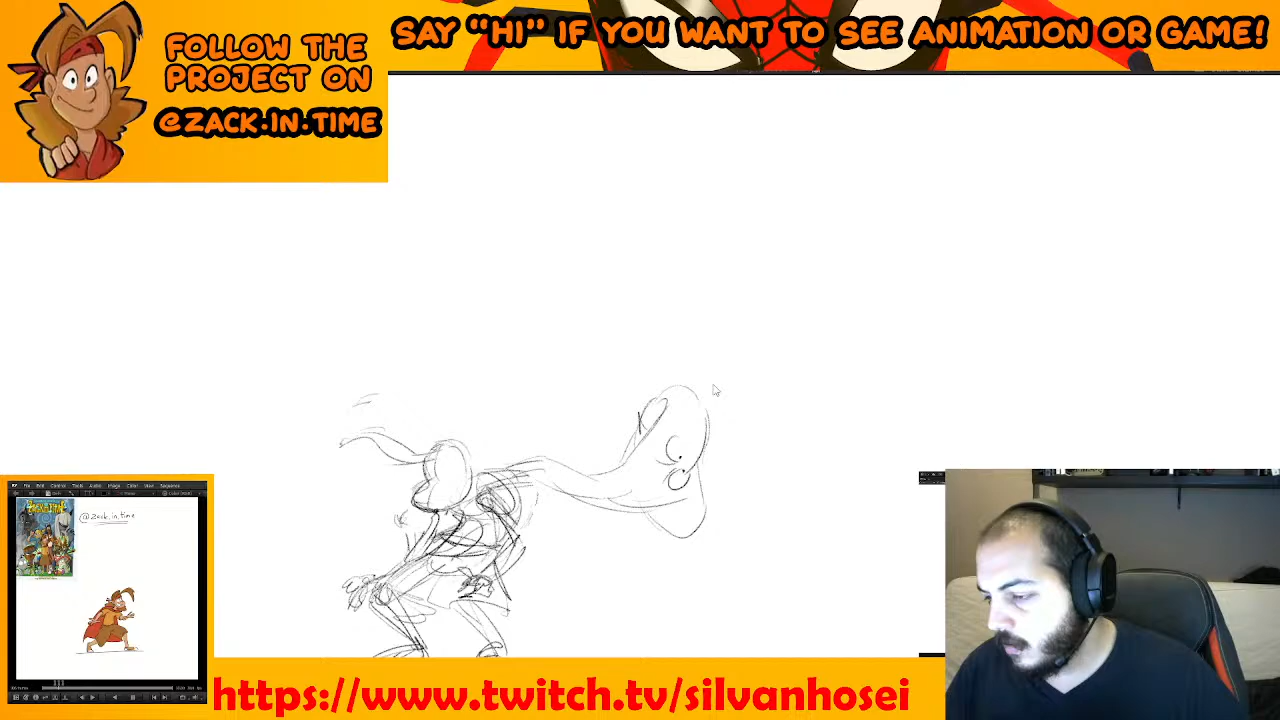 SAY "HI" IF YOU WANT TO SEE ANIMATION OR GAME!
FOLLOW THE
PROJECT ON
@ZACK.IN.TIME
@zack.in.time
https://www.twitch.tv/silvanhosei